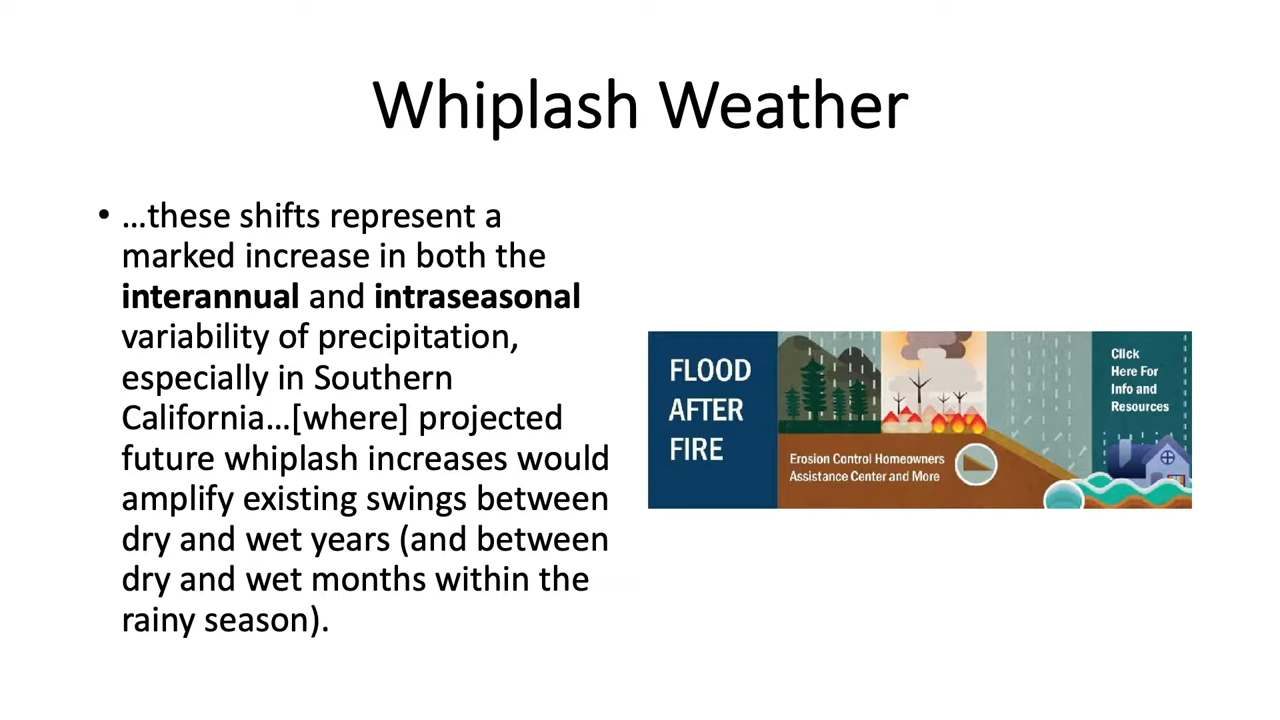 Whiplash Weather
• …these shifts represent a
marked increase in both the
interannual and intraseasonal
variability of precipitation,
especially in Southern
California…[where] projected
future whiplash increases would
amplify existing swings between
dry and wet years (and between
dry and wet months within the
rainy season).
FLOOD
AFTER
FIRE
Erosion Control Homeowners
Assistance Center and More
Click
Here For
Info and
Resources